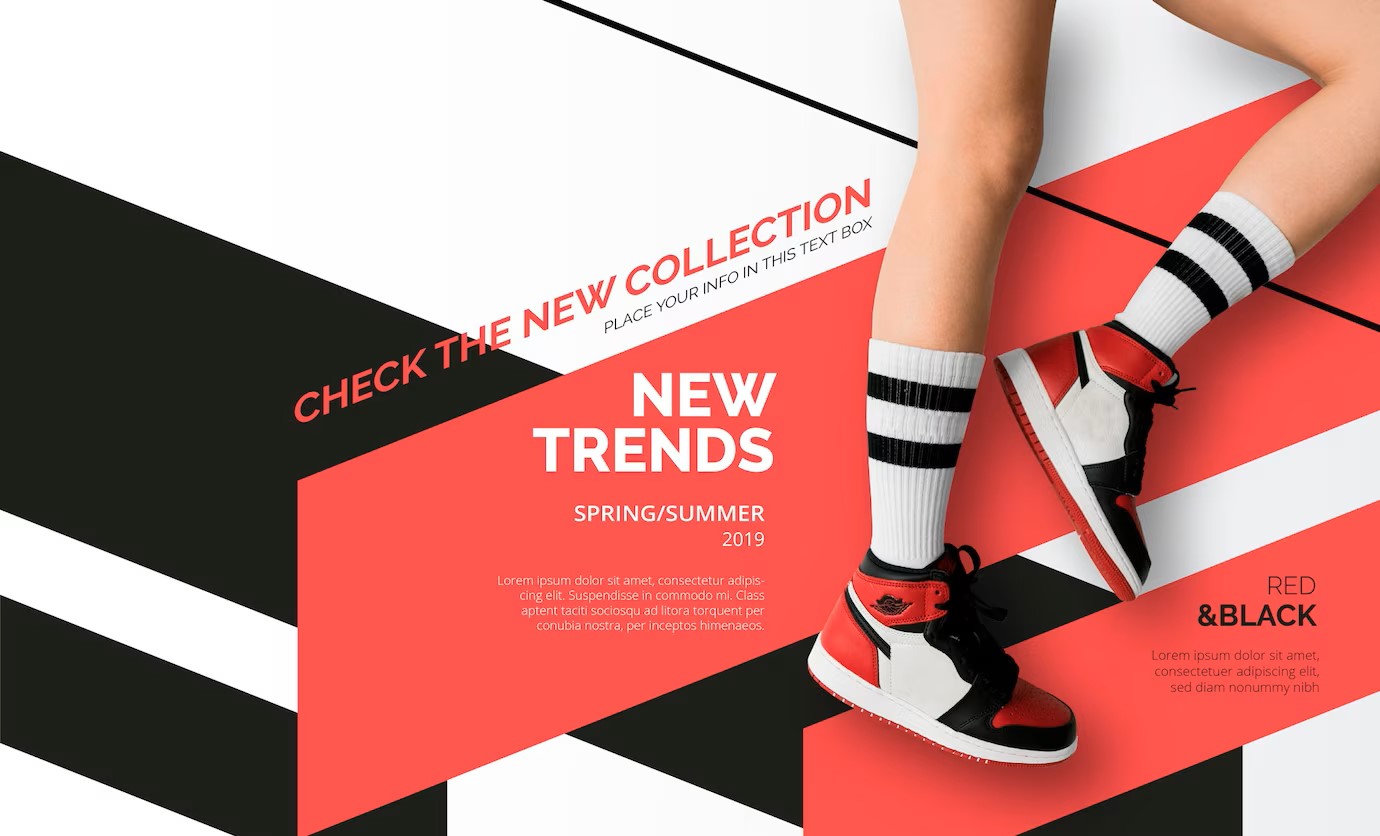 CHECK THE NEW COLLECTION
PLACE YOUR INFO IN THIS TEXT BOX
NEW
TRENDS
SPRING/SUMMER
2019
Lorem ipsum dolor sit amet, consectetur adipis-
cing elit. Suspendisse in commodo mi. Class
aptent taciti sociosqu ad litora torquent per
conubia nostra, per inceptos himenaeos.
RED
&BLACK
Lorem ipsum dolor sit amet,
consectetuer adipiscing elit,
sed diam nonummy nibh